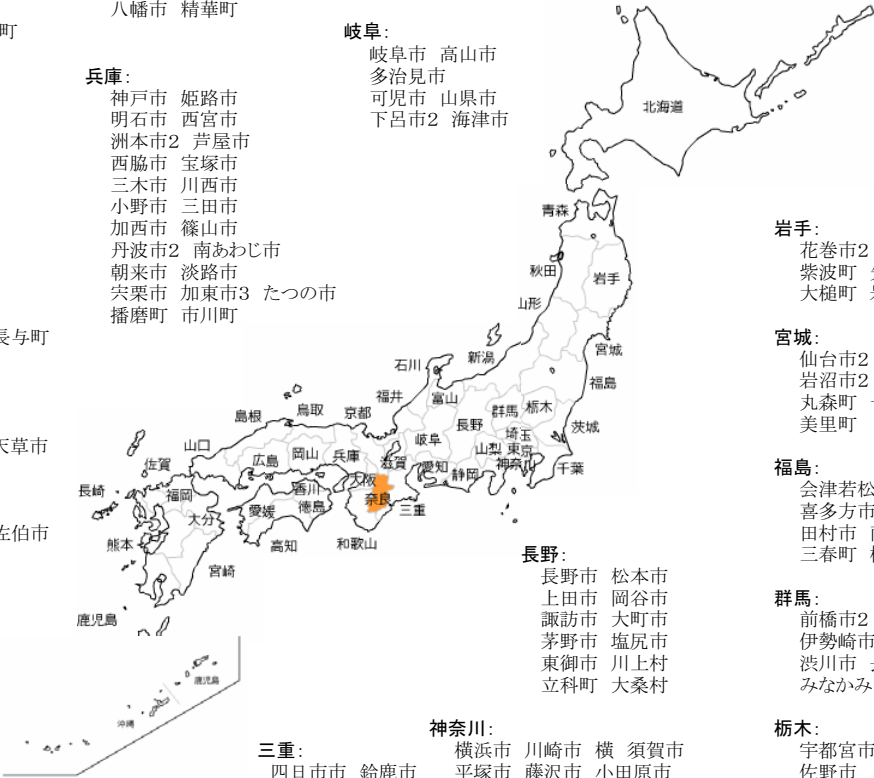 八幡市 精華町
町
兵庫:
神戸市 姫路市
明石市 西宮市
洲本市2 芦屋市
西脇市 宝塚市
三木市 川西市
小野市 三田市
加西市 篠山市
丹波市2 南あわじ市
朝来市 淡路市
宍粟市 加東市3 たつの市
播磨町 市川町
岐阜:
岐阜市 高山市
多治見市
可児市 山県市
下呂市2 海津市
長与町
天草市
佐伯市
北海道
青森
秋田
岩手
山形
宮城
新潟
石川
福島
福井
富山
群馬 栃木
島根
鳥取
京都
長野
茨城
岐阜
埼玉
山口
広島
岡山
兵庫
滋賀
愛知
山梨
東京
神奈川
静岡
千葉
佐賀
大阪
長崎
福岡
香川
奈良
大分
愛媛
徳島
三重
熊本
高知
和歌山
宮崎
鹿児島
鹿児島
沖縄
岩手:
花巻市2
紫波町
大槌町
宮城:
仙台市2
岩沼市2
丸森町
美里町
福島:
会津若松
喜多方市
田村市
三春町
長野:
長野市 松本市
上田市 岡谷市
諏訪市 大町市
茅野市 塩尻市
東御市 川上村
立科町 大桑村
群馬:
前橋市2
伊勢崎市
渋川市
みなかみ
三重:
四日市市 鈴鹿市
神奈川:
横浜市 川崎市 横 須賀市
平塚市 藤沢市 小田原市
栃木:
宇都宮市
佐野市